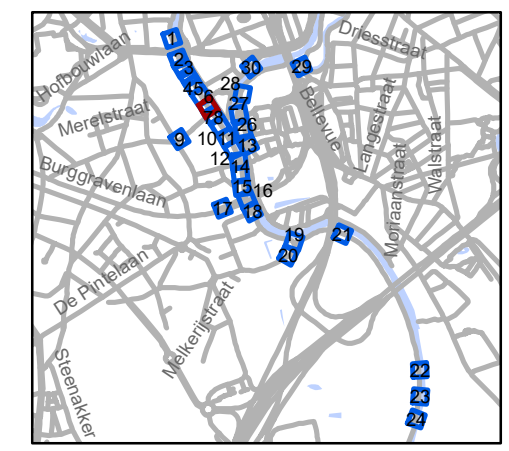 1
Driesstraat
Hofbouwlaan
2
3
30
29
4
5
28
6
27
Bellevue
Merelstraat
7
8
26
Langestraat
9
10
11
13
Walstraat
12
14
Burggravenlaan
15
16
Moriaanstraat
17
18
19
21
20
De Pintelaan
Melkerijstraat
Steenakker
22
23
24